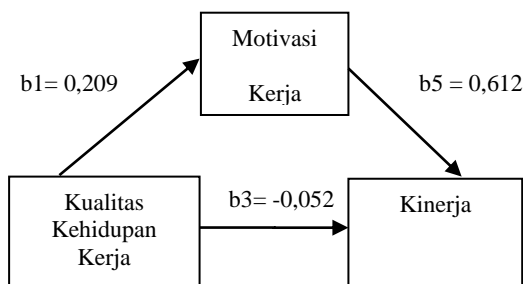 Motivasi
Kerja
b1= 0,209
b5 = 0,612
Kualitas
Kehidupan
Kerja
b3= -0,052
Kinerja